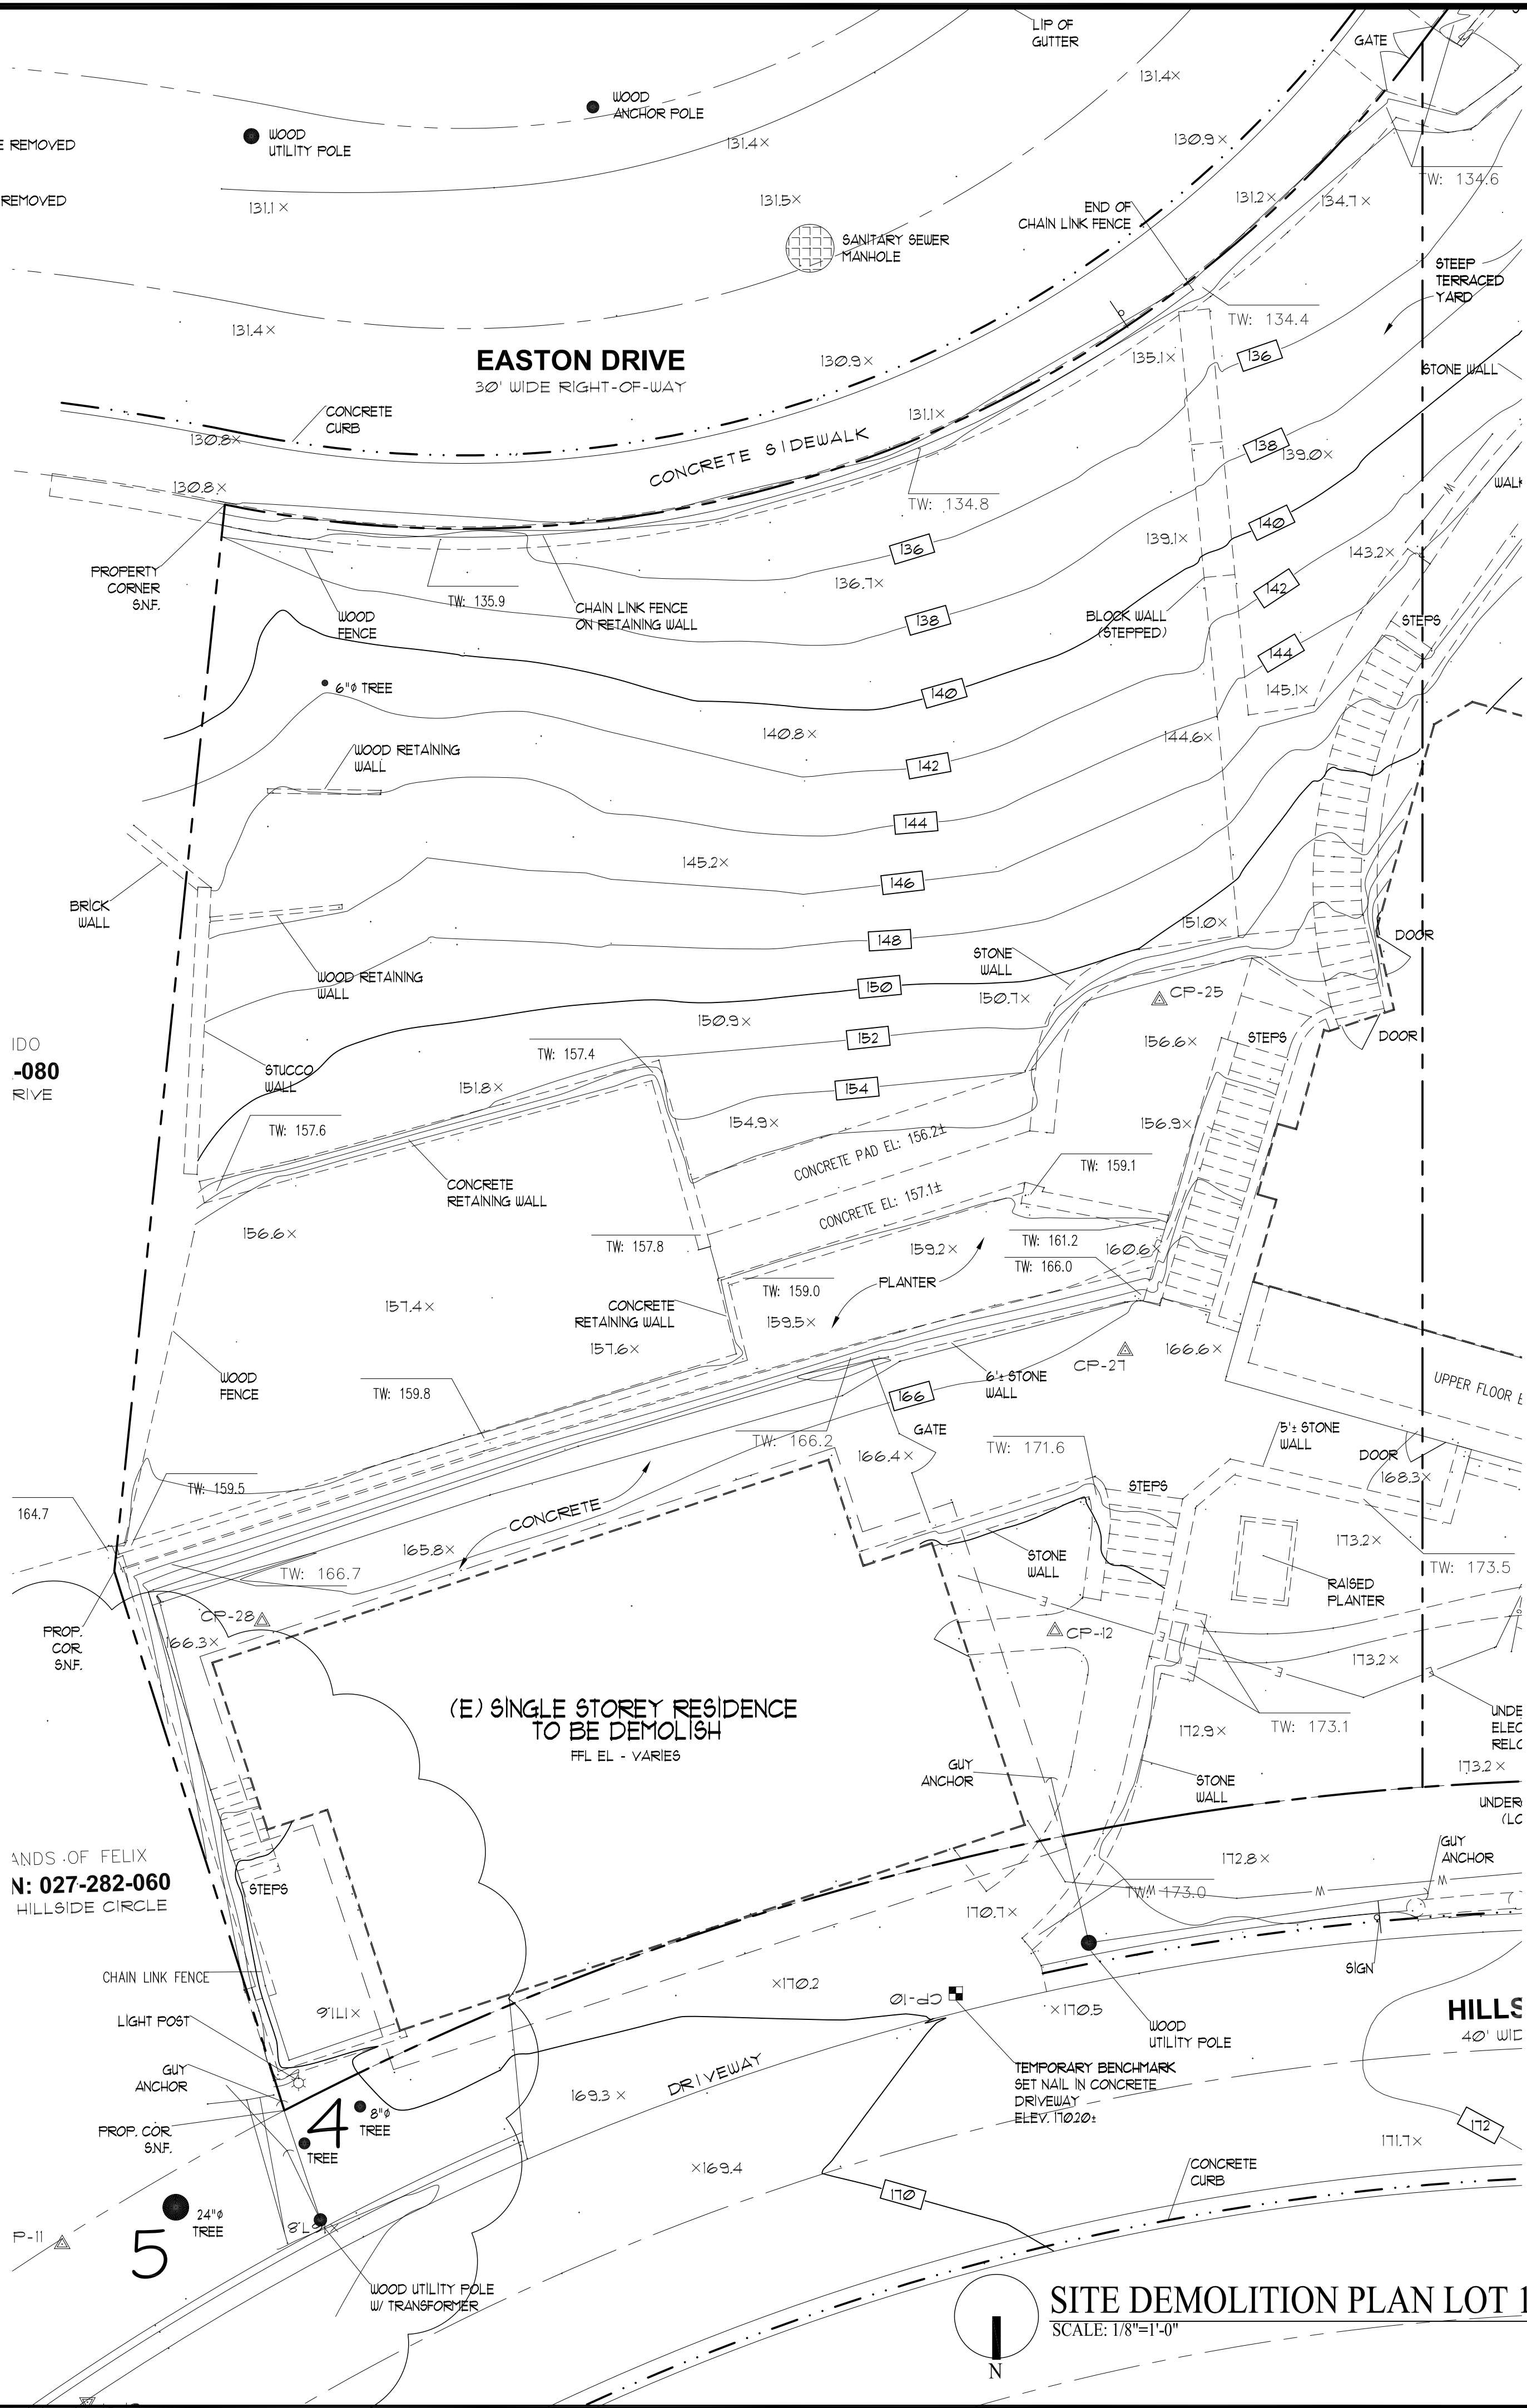 LIP OF
GUTTER
GATE
131.4×
WOOD
ANCHOR POLE
WOOD
UTILITY POLE
E REMOVED
131.4×
130.9×
TW: 134.6
REMOVED
131.1 ×
131.5×
131.2×
134.7×
END OF
CHAIN LINK FENCE
SANITARY SEWER
MANHOLE
STEEP
TERRACED
YARD
131.4×
TW: 134.4
EASTON DRIVE
30' WIDE RIGHT-OF-WAY
130.9×
135.1×
136
STONE WALL
CONCRETE
CURB
130.8×
131.1×
CONCRETE SIDEWALK
138
139.0×
130.8×
TW: 134.8
WALK
140
139.1×
143.2×
136
PROPERTY
CORNER
S.N.F.
136.7×
142
TW: 135.9
WOOD
FENCE
CHAIN LINK FENCE
ON RETAINING WALL
138
BLOCK WALL
(STEPPED)
STEPS
144
6"ø TREE
140
145.1×
140.8×
144.6×
WOOD RETAINING
WALL
142
144
145.2×
146
BRICK
WALL
151.0×
DOOR
148
STONE
WALL
WOOD RETAINING
WALL
150
150.7×
CP-25
150.9×
152
156.6×
STEPS
DOOR
IDO
-080
RIVE
TW: 157.4
STUCCO
WALL
151.8×
154
154.9×
156.9×
TW: 157.6
CONCRETE PAD EL: 156.2±
TW: 159.1
CONCRETE
RETAINING WALL
CONCRETE EL: 157.1±
156.6×
TW: 157.8
159.2×
TW: 161.2
160.6×
TW: 166.0
PLANTER
TW: 159.0
157.4×
CONCRETE
RETAINING WALL
159.5×
157.6×
CP-27
166.6×
WOOD
FENCE
TW: 159.8
6'± STONE
WALL
166
UPPER FLOOR E
GATE
5'± STONE
WALL
TW: 166.2
166.4×
TW: 171.6
DOOR
168.3×
TW: 159.5
STEPS
164.7
CONCRETE
165.8×
173.2×
STONE
WALL
TW: 173.5
TW: 166.7
RAISED
PLANTER
E
CP-28
PROP.
COR.
S.N.F.
166.3×
CP-12
E
173.2×
E
E
(E) SINGLE STOREY RESIDENCE
TO BE DEMOLISH
FFL EL - VARIES
172.9×
TW: 173.1
UNDE
ELEC
RELO
GUY
ANCHOR
STONE
WALL
173.2×
UNDER
(LO
ANDS OF FELIX
N: 027-282-060
HILLSIDE CIRCLE
172.8×
GUY
ANCHOR
STEPS
TW: 173.0
W
W
W
170.7×
CHAIN LINK FENCE
×170.2
SIGN
CP-10
LIGHT POST
×171.6
×170.5
WOOD
UTILITY POLE
HILLS
40' WID
GUY
ANCHOR
DRIVEWAY
TEMPORARY BENCHMARK
SET NAIL IN CONCRETE
DRIVEWAY
ELEV. 170.20±
169.3 ×
4
8"ø
TREE
PROP. COR.
S.N.F.
TREE
172
171.7×
×169.4
CONCRETE
CURB
170
24"ø
TREE
P-11
5
WOOD UTILITY POLE
W/ TRANSFORMER
SITE DEMOLITION PLAN LOT 1
SCALE: 1/8"=1'-0"
N